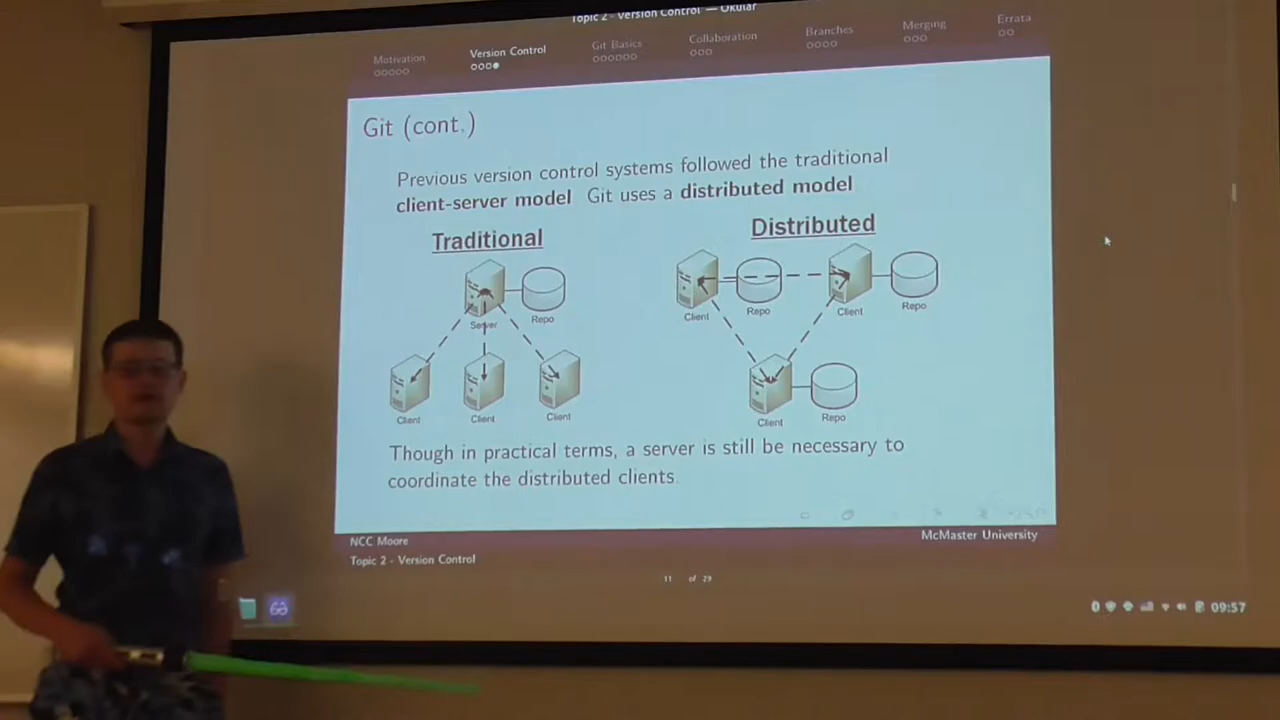 Topic 2 - Version Control — Okular
Motivation
Version Control
Git Basics
Collaboration
Branches
Merging
Errata
Git (cont.)
Previous version control systems followed the traditional
client-server model Git uses a distributed model
Traditional
Distributed
Server
Repo
Client
Client
Client
Client
Repo
Client
Repo
Client
Repo
Though in practical terms, a server is still be necessary to
coordinate the distributed clients.
NCC Moore
McMaster University
Topic 2 - Version Control
11 of 29
09:57